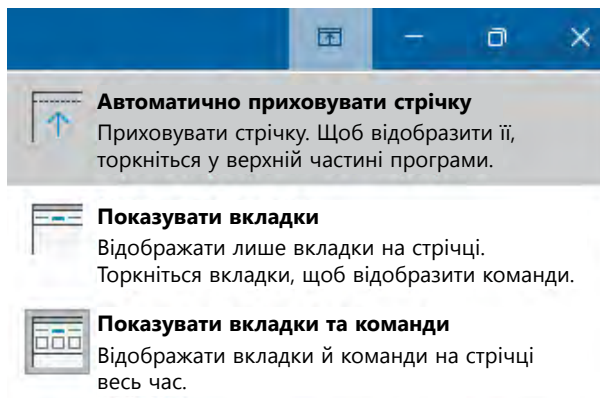 Автоматично приховувати стрічку
Приховувати стрічку. Щоб відобразити її,
торкніться у верхній частині програми.
Показувати вкладки
Відображати лише вкладки на стрічці.
Торкніться вкладки, щоб відобразити команди.
Показувати вкладки та команди
Відображати вкладки й команди на стрічці
весь час.